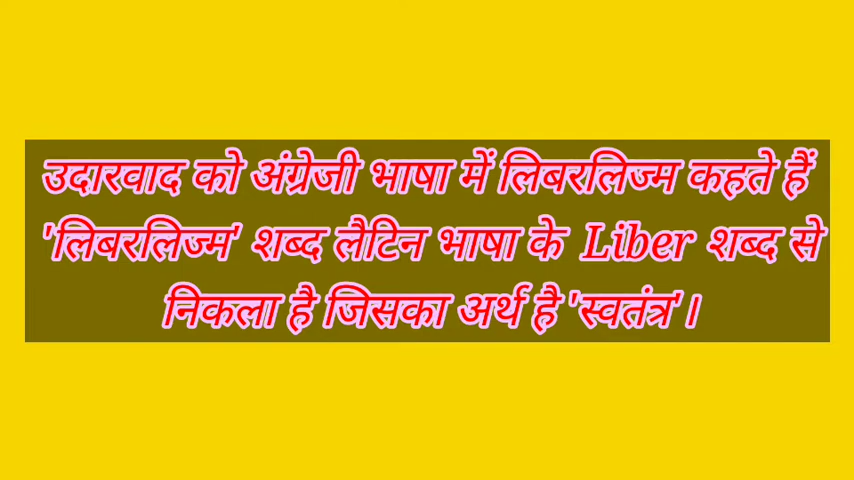 उदारवाद को अंग्रेजी भाषा में लिबरलिज्म कहते हैं
'लिबरलिज्म' शब्द लैटिन भाषा के Liber शब्द से
निकला है जिसका अर्थ है 'स्वतंत्र'।